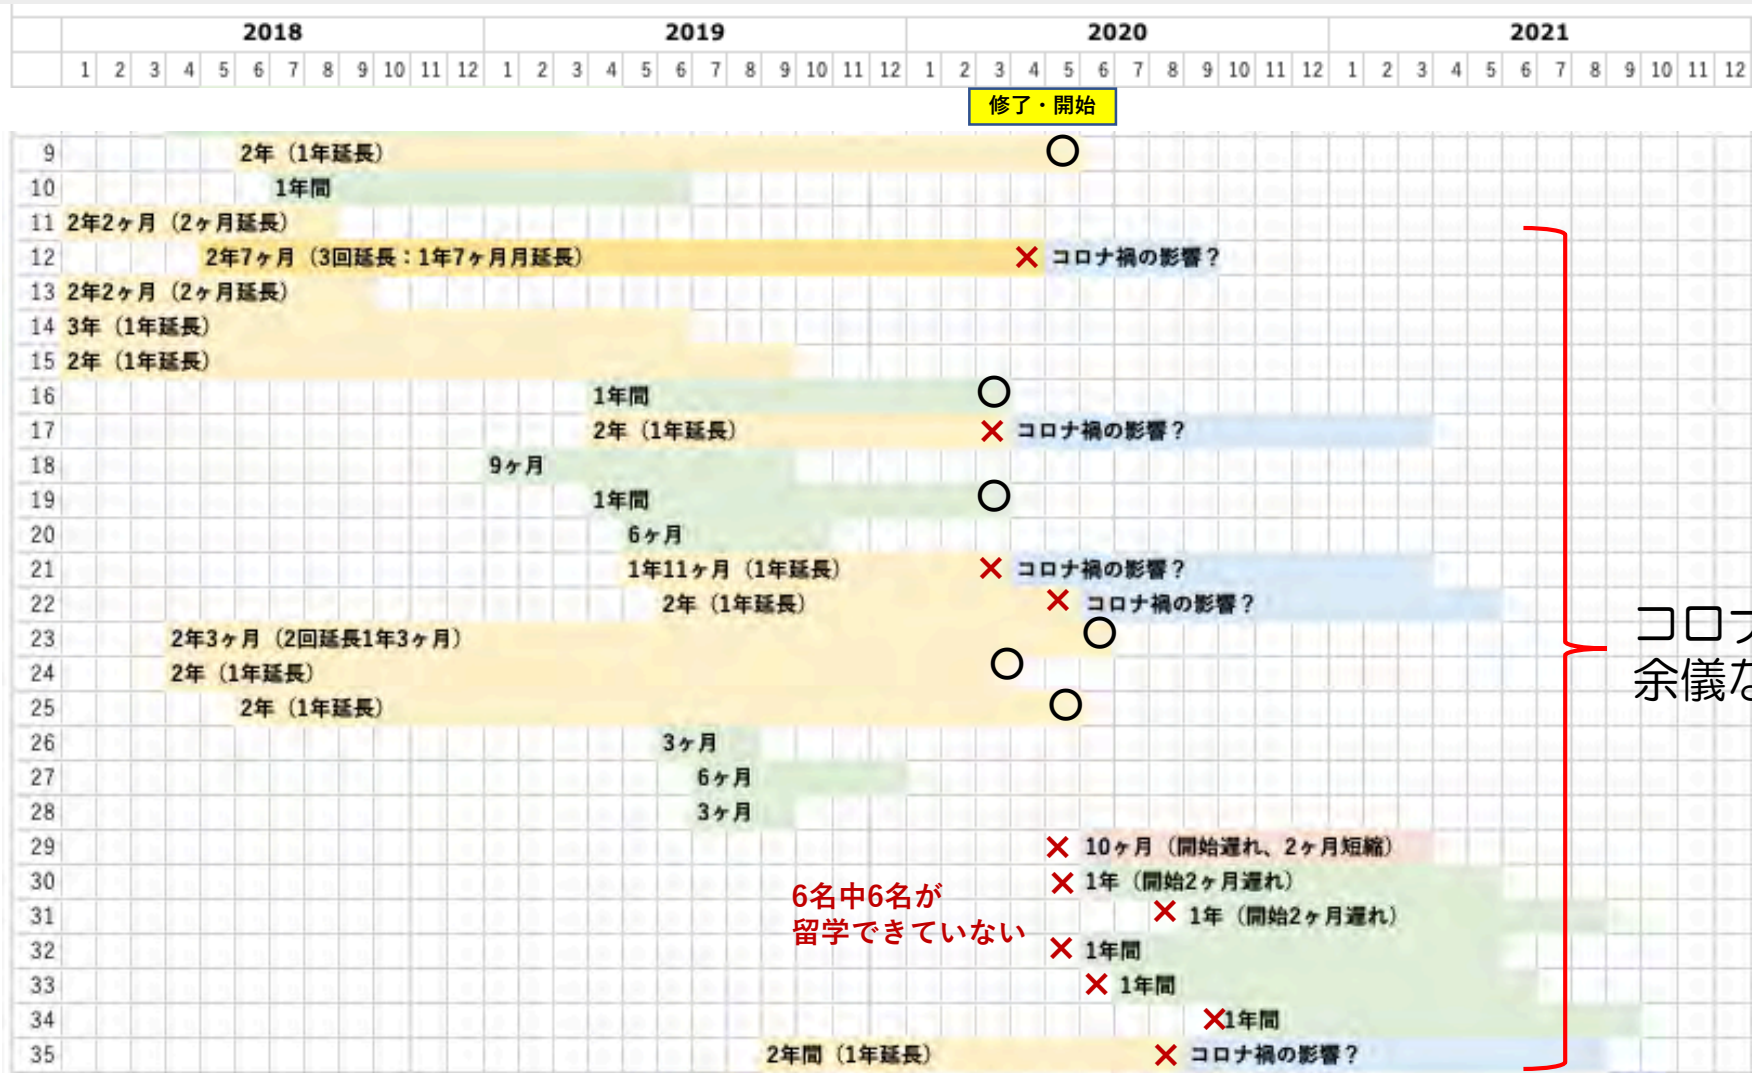 2018 2019 2020 2021
1 2 3 4 5 6 7 8 9 10 11 12 1 2 3 4 5 6 7 8 9 10 11 12 1 2 3 4 5 6 7 8 9 10 11 12 1 2 3 4 5 6 7 8 9 10 11 12
修了・開始
9 2年（1年延長）
10 1年間
11 2年2ヶ月（2ヶ月延長）
12 2年7ヶ月（3回延長：1年7ヶ月月延長） コロナ禍の影響？
13 2年2ヶ月（2ヶ月延長）
14 3年（1年延長）
15 2年（1年延長）
16 1年間
17 2年（1年延長） コロナ禍の影響？
18 9ヶ月
19 1年間
20 6ヶ月
21 1年11ヶ月（1年延長） コロナ禍の影響？
22 2年（1年延長） コロナ禍の影響？
23 2年3ヶ月（2回延長1年3ヶ月）
24 2年（1年延長）
25 2年（1年延長）
26 3ヶ月
27 6ヶ月
28 3ヶ月
29 10ヶ月（開始遅れ、2ヶ月短縮）
30 1年（開始2ヶ月遅れ）
31 1年（開始2ヶ月遅れ）
32 1年間
33 1年間
34 1年間
35 2年間（1年延長） コロナ禍の影響？
6名中6名が
留学できていない
コロナ
余儀な